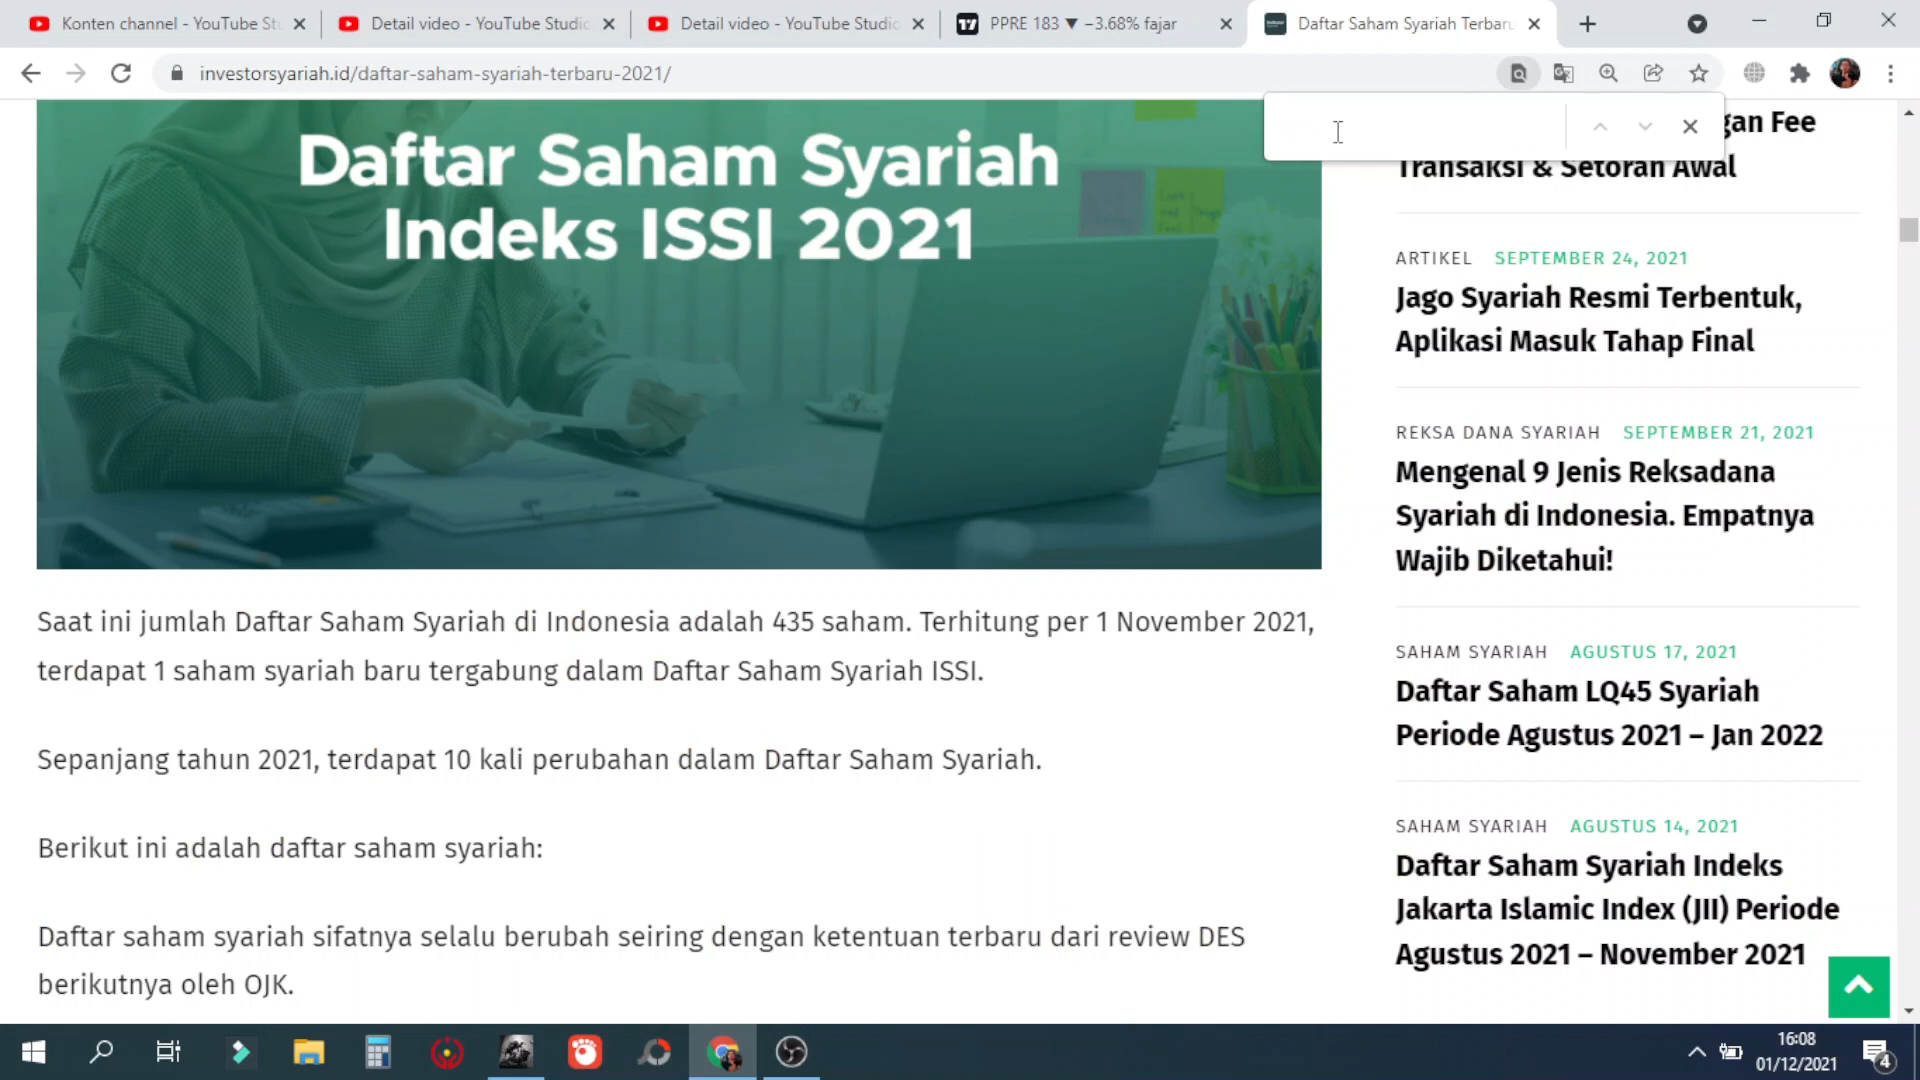 Konten channel - YouTube St
Detail video - YouTube Studio
Detail video - YouTube Studio
PPRE 183 ▼ −3.68% fajar
Daftar Saham Syariah Terbaru
investorsyariah.id/daftar-saham-syariah-terbaru-2021/
Daftar Saham Syariah
Indeks ISSI 2021
Saat ini jumlah Daftar Saham Syariah di Indonesia adalah 435 saham. Terhitung per 1 November 2021,
terdapat 1 saham syariah baru tergabung dalam Daftar Saham Syariah ISSI.
Sepanjang tahun 2021, terdapat 10 kali perubahan dalam Daftar Saham Syariah.
Berikut ini adalah daftar saham syariah:
Daftar saham syariah sifatnya selalu berubah seiring dengan ketentuan terbaru dari review DES
berikutnya oleh OJK.
gan Fee
Transaksi & Setoran Awal
ARTIKEL SEPTEMBER 24, 2021
Jago Syariah Resmi Terbentuk,
Aplikasi Masuk Tahap Final
REKSA DANA SYARIAH SEPTEMBER 21, 2021
Mengenal 9 Jenis Reksadana
Syariah di Indonesia. Empatnya
Wajib Diketahui!
SAHAM SYARIAH AGUSTUS 17, 2021
Daftar Saham LQ45 Syariah
Periode Agustus 2021 – Jan 2022
SAHAM SYARIAH AGUSTUS 14, 2021
Daftar Saham Syariah Indeks
Jakarta Islamic Index (JII) Periode
Agustus 2021 – November 2021
16:08
01/12/2021
4